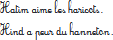 Hatim aime les haricots.
Hind a peur du hanneton.